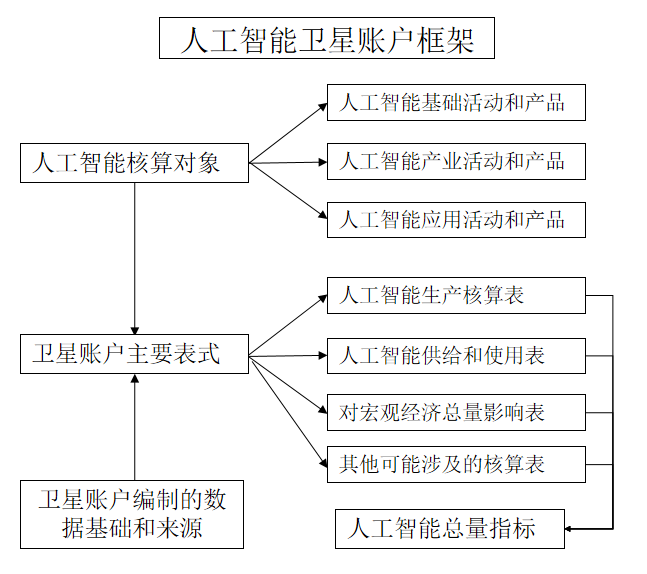 人工智能卫星账户框架
人工智能基础活动和产品
人工智能核算对象
人工智能产业活动和产品
人工智能应用活动和产品
人工智能生产核算表
卫星账户主要表式
人工智能供给和使用表
对宏观经济总量影响表
其他可能涉及的核算表
卫星账户编制的数
据基础和来源
人工智能总量指标